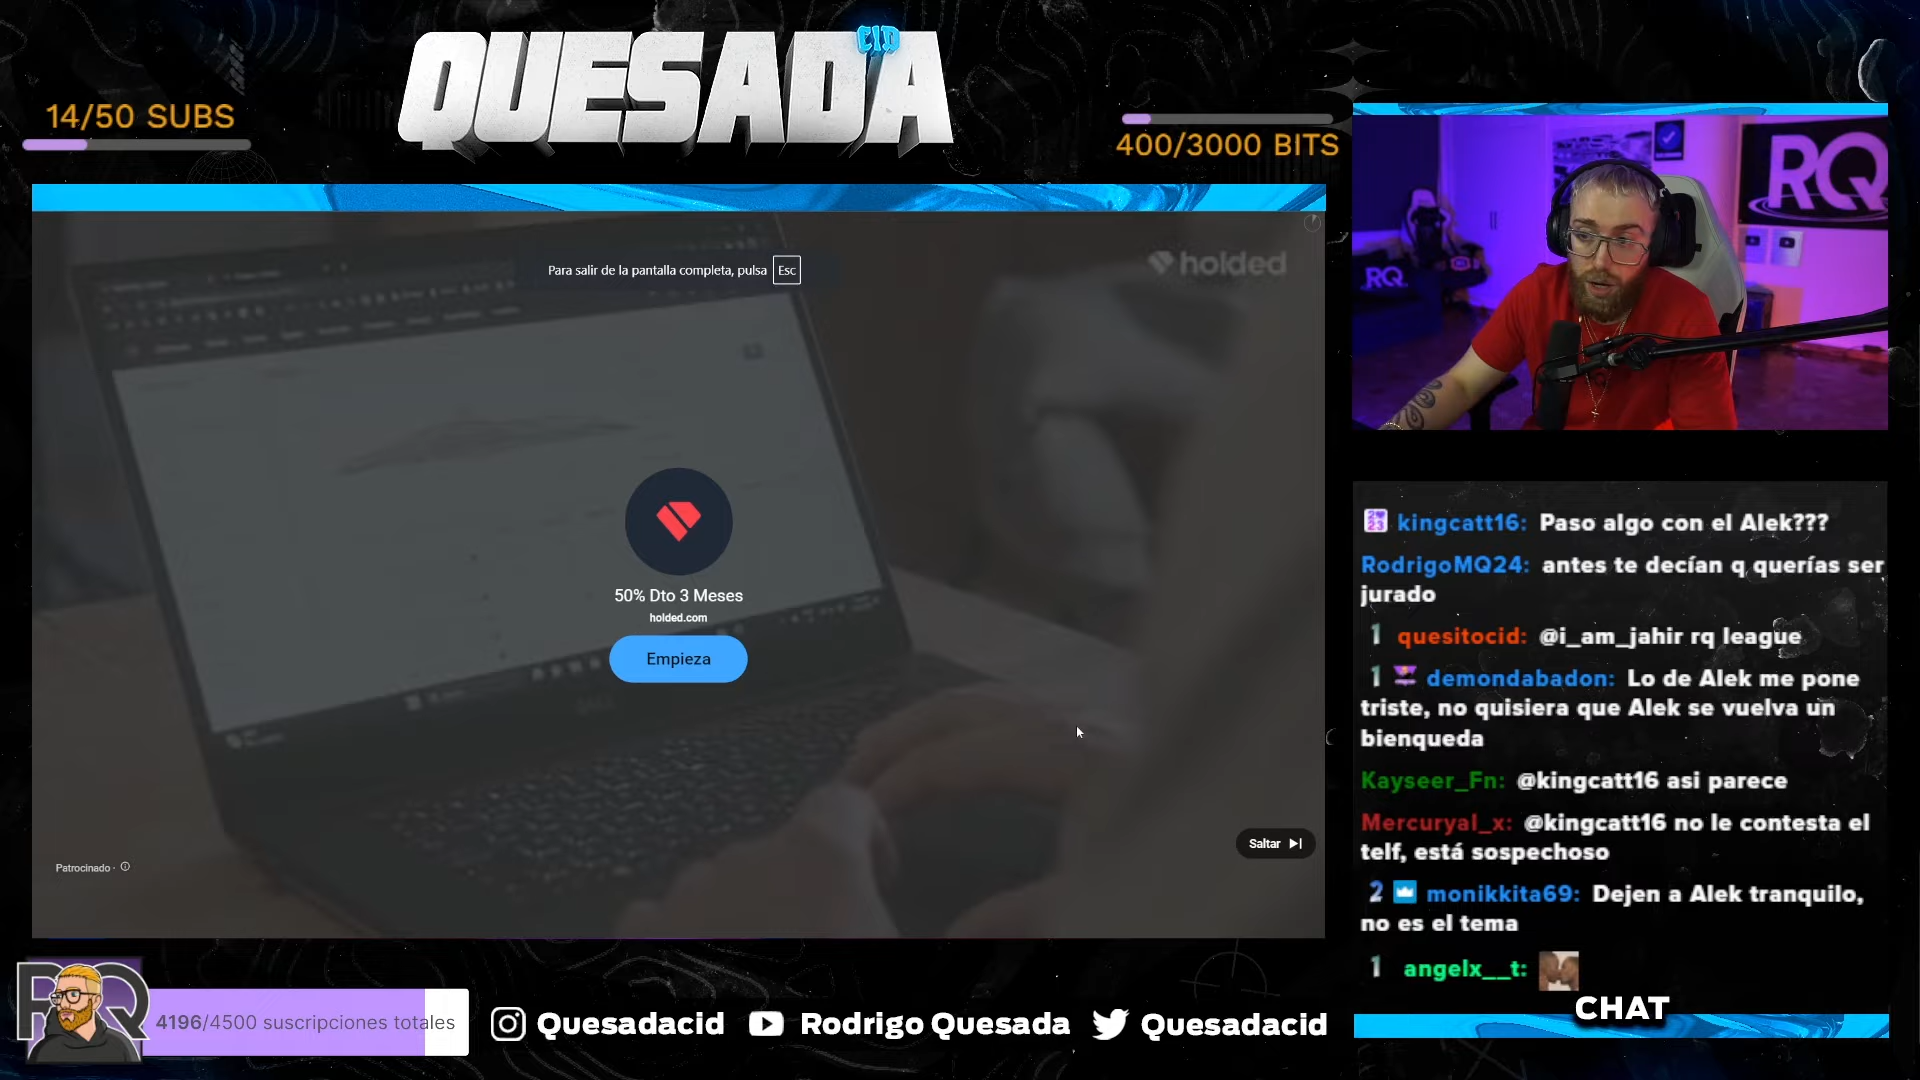 QUESADA
CID
14/50 SUBS
400/3000 BITS
RQ
RQ
Para salir de la pantalla completa, pulsa Esc
holded
50% Dto 3 Meses
holded.com
Empieza
Saltar
Patrocinado
kingcatt16: Paso algo con el Alek???
RodrigoMQ24: antes te decían q querías ser
jurado
1 quesitocid: @i_am_jahir rq league
1 demondabadon: Lo de Alek me pone
triste, no quisiera que Alek se vuelva un
bienqueda
Kayseer_Fn: @kingcatt16 asi parece
Mercuryal_x: @kingcatt16 no le contesta el
telf, está sospechoso
2 monikkita69: Dejen a Alek tranquilo,
no es el tema
1 angelx__t:
CHAT
RQ
4196/4500 suscripciones totales
Quesadacid
Rodrigo Quesada
Quesadacid